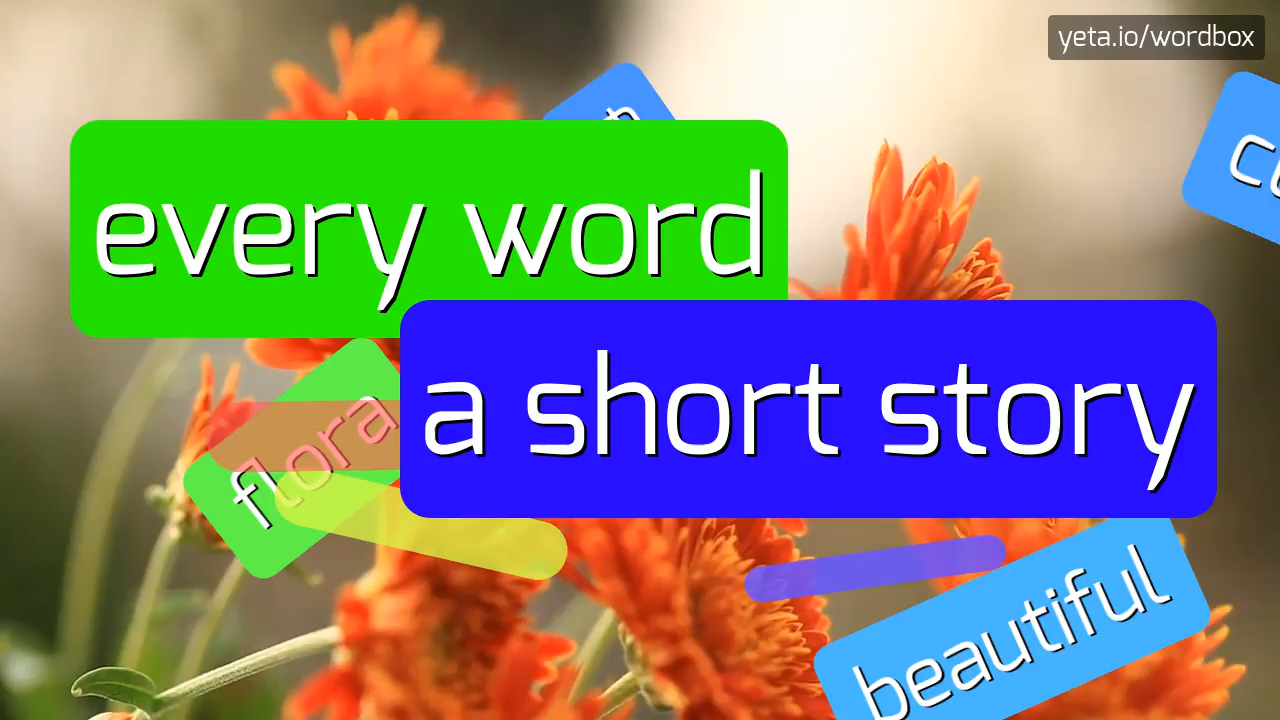 yeta.io/wordbox
every word
a short story
flora
beautiful